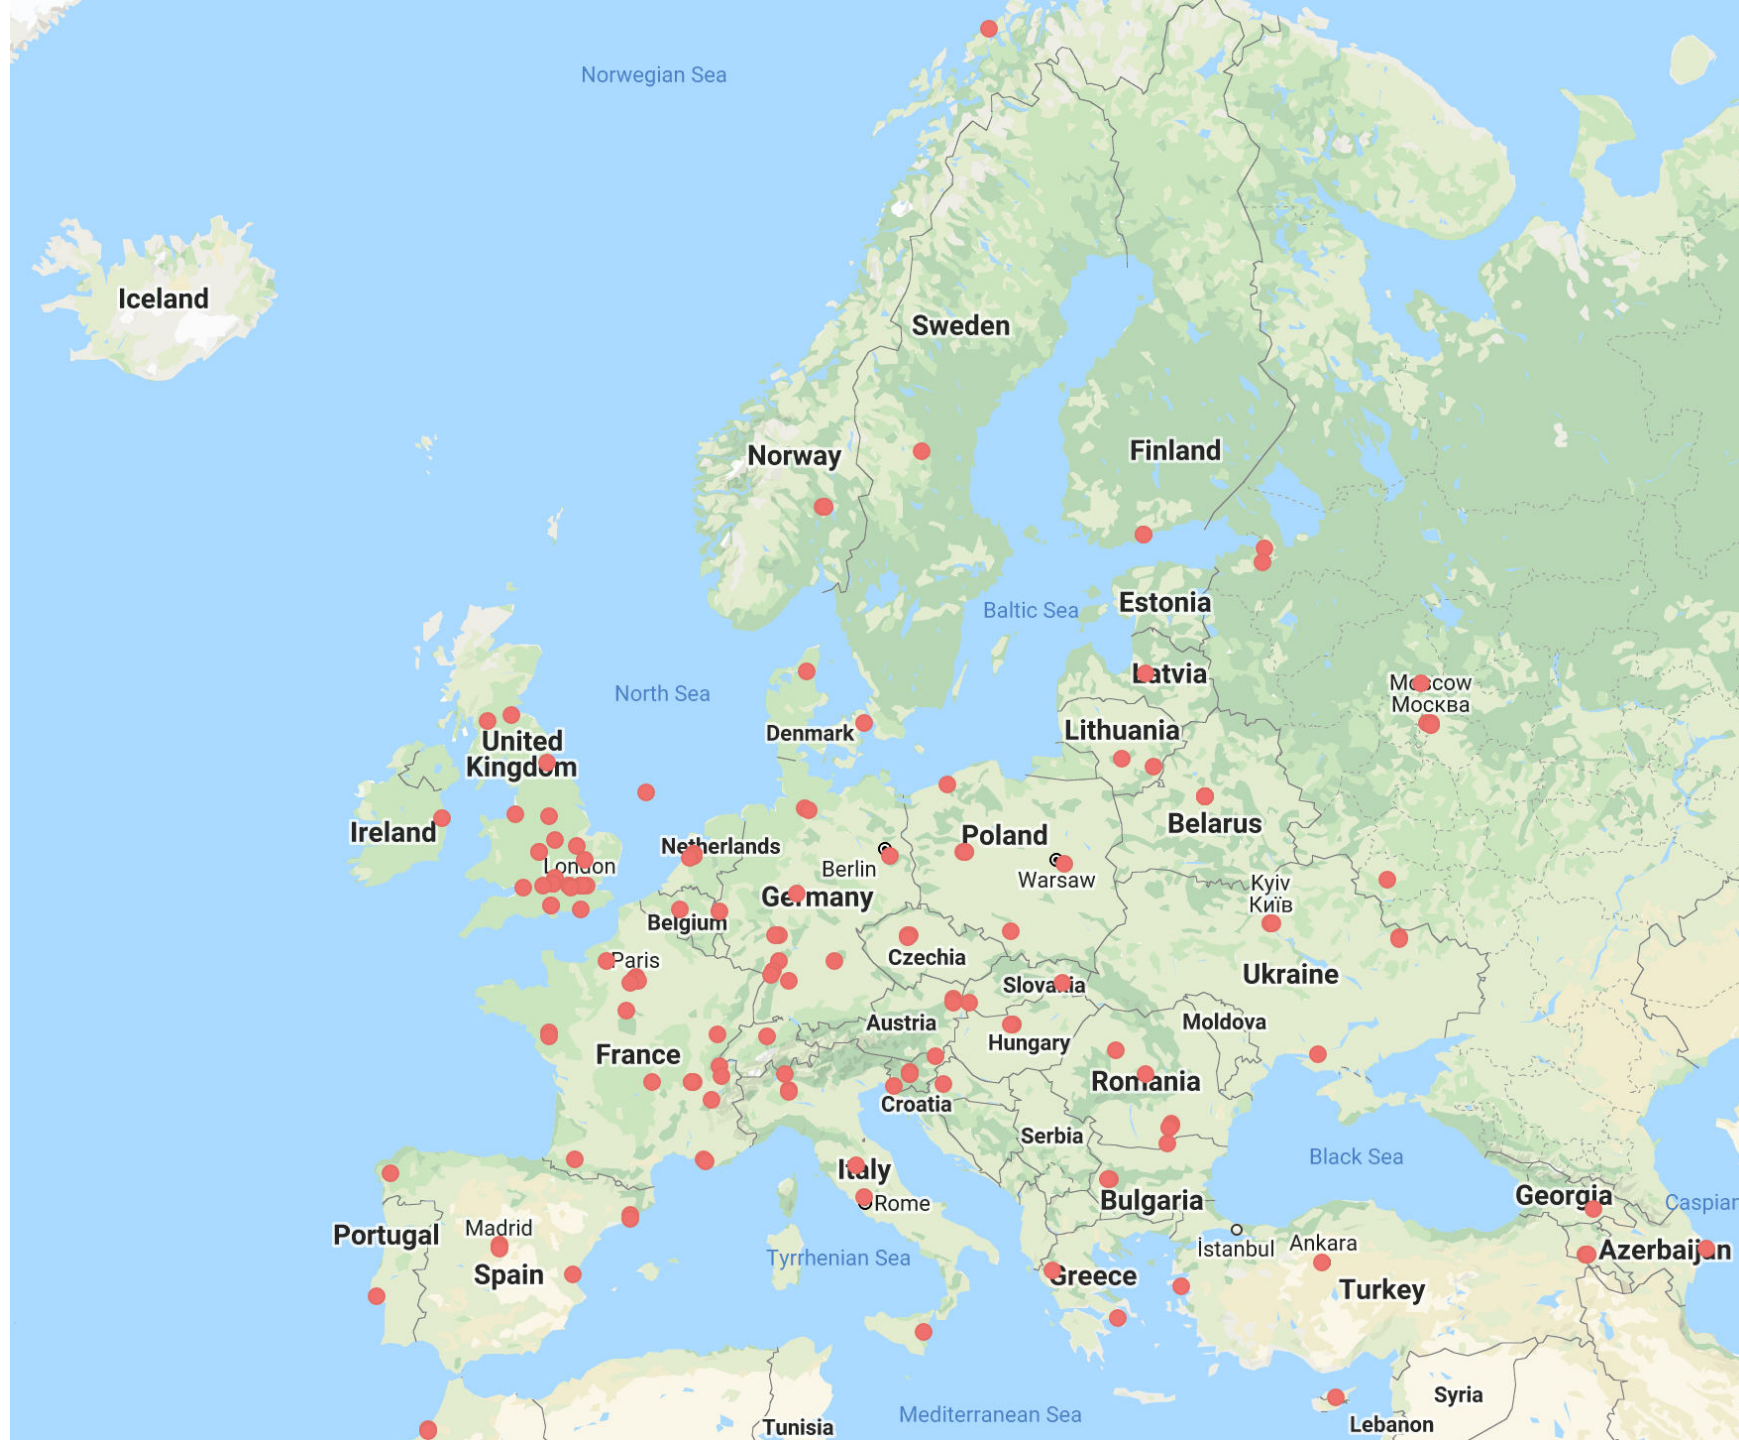 Norwegian Sea
Iceland
Sweden
Norway
Finland
Baltic Sea
Estonia
Latvia
North Sea
Moscow
Москва
Denmark
Lithuania
United
Kingdom
Ireland
Netherlands
Poland
Belarus
London
Berlin
Warsaw
Germany
Kyiv
Київ
Belgium
Czechia
Paris
Ukraine
Slovakia
Austria
Moldova
Hungary
France
Romania
Croatia
Serbia
Black Sea
Italy
Georgia
Bulgaria
Rome
Caspian
Portugal
Madrid
İstanbul
Ankara
Azerbaijan
Tyrrhenian Sea
Spain
Greece
Turkey
Syria
Mediterranean Sea
Lebanon
Tunisia